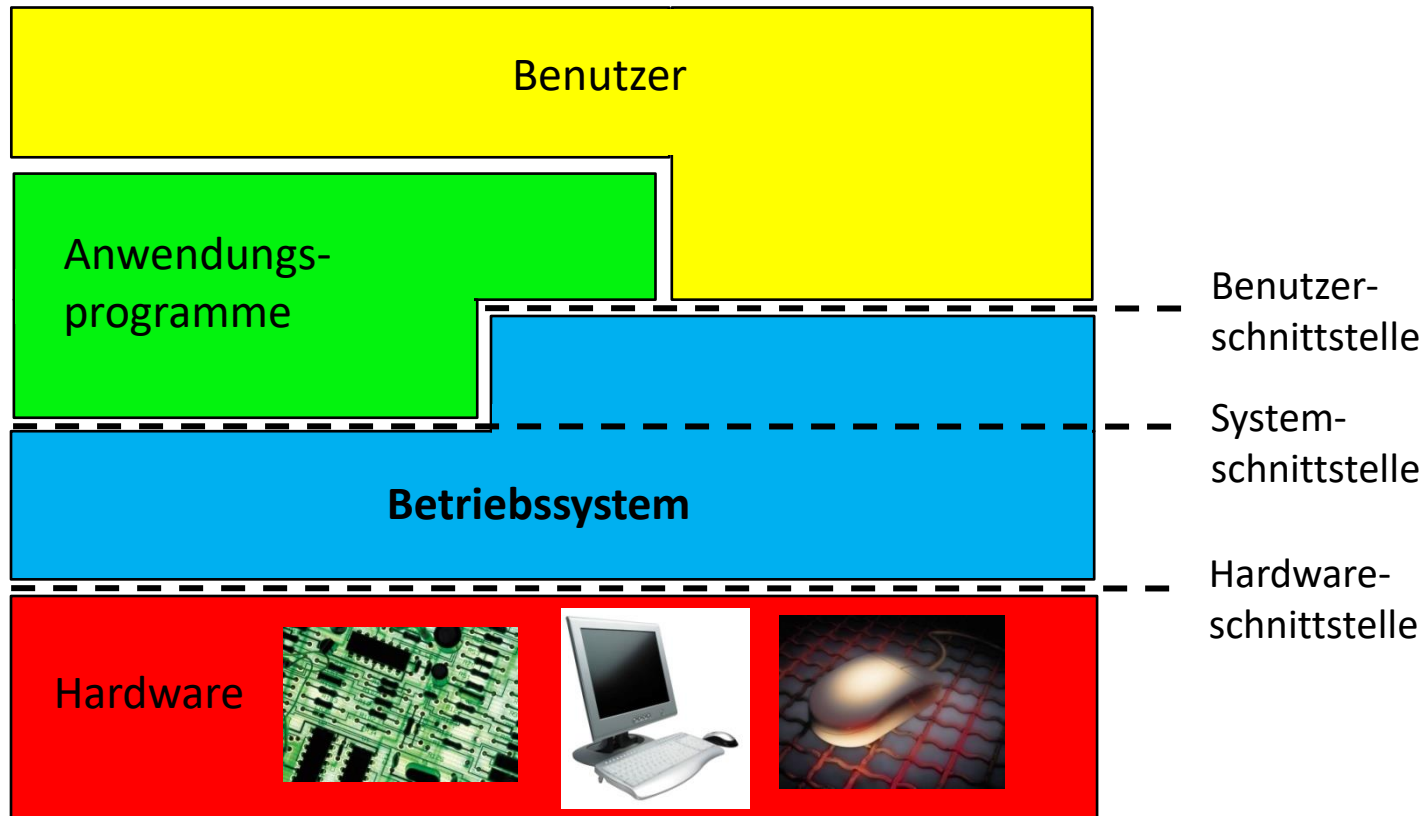 Benutzer
Anwendungs-
programme
Benutzer-
schnittstelle
System-
schnittstelle
Betriebssystem
Hardware-
schnittstelle
Hardware